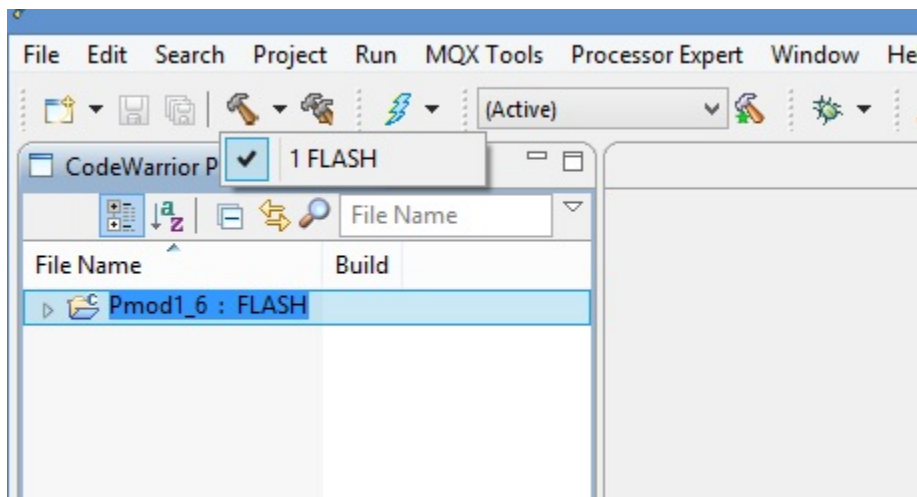 File Edit Search Project Run MQX Tools Processor Expert Window He
(Active)
1 FLASH
CodeWarrior P
File Name
File Name Build
Pmod1_6 : FLASH